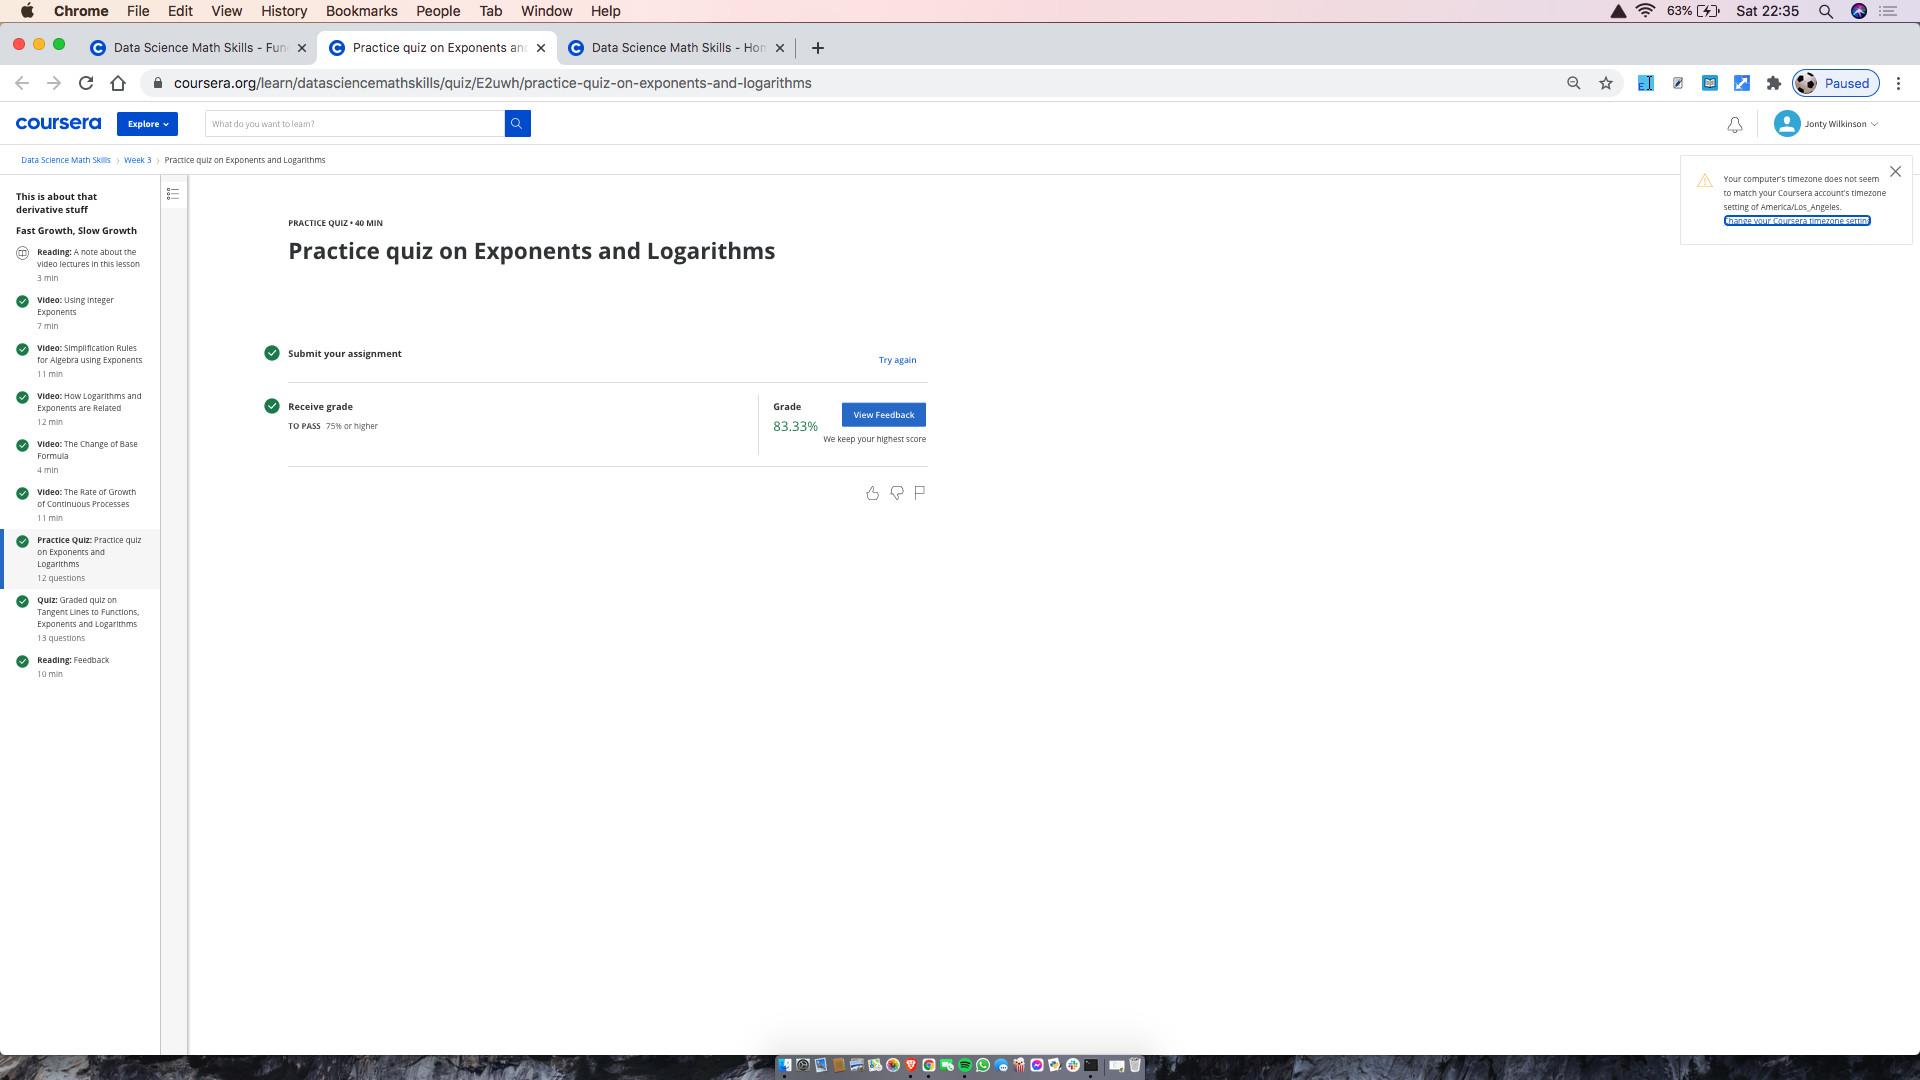 Chrome File Edit View History Bookmarks People Tab Window Help
63% Sat 22:35
Data Science Math Skills - Fun
Practice quiz on Exponents an
Data Science Math Skills - Hom
coursera.org/learn/datasciencemathskills/quiz/E2uwh/practice-quiz-on-exponents-and-logarithms
Paused
coursera
Explore
What do you want to learn?
Jonty Wilkinson
Data Science Math Skills › Week 3 › Practice quiz on Exponents and Logarithms
Your computer's timezone does not seem
to match your Coursera account's timezone
setting of America/Los_Angeles.
Change your Coursera timezone setting
This is about that
derivative stuff
Fast Growth, Slow Growth
Reading: A note about the
video lectures in this lesson
3 min
Video: Using Integer
Exponents
7 min
Video: Simplification Rules
for Algebra using Exponents
11 min
Video: How Logarithms and
Exponents are Related
12 min
Video: The Change of Base
Formula
4 min
Video: The Rate of Growth
of Continuous Processes
11 min
Practice Quiz: Practice quiz
on Exponents and
Logarithms
12 questions
Quiz: Graded quiz on
Tangent Lines to Functions,
Exponents and Logarithms
13 questions
Reading: Feedback
10 min
PRACTICE QUIZ • 40 MIN
Practice quiz on Exponents and Logarithms
Submit your assignment
Try again
Receive grade
TO PASS 75% or higher
Grade
83.33%
View Feedback
We keep your highest score